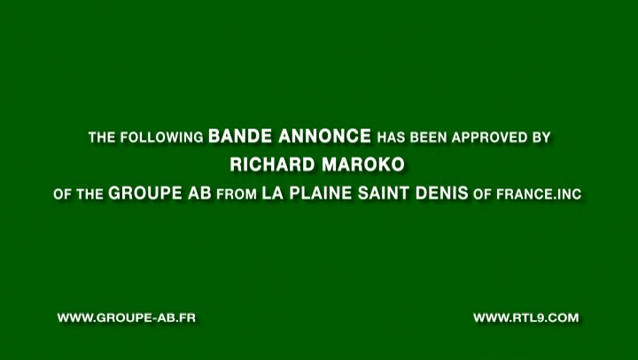 THE FOLLOWING BANDE ANNONCE HAS BEEN APPROVED BY
RICHARD MAROKO
OF THE GROUPE AB FROM LA PLAINE SAINT DENIS OF FRANCE.INC
WWW.GROUPE-AB.FR
WWW.RTL9.COM